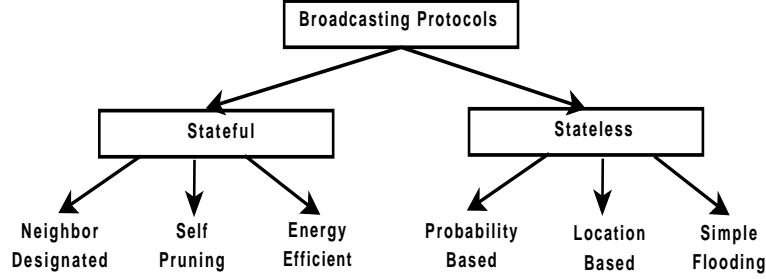 Broadcasting Protocols
Stateful
Stateless
Neighbor
Designated
Self
Pruning
Energy
Efficient
Probability
Based
Location
Based
Simple
Flooding